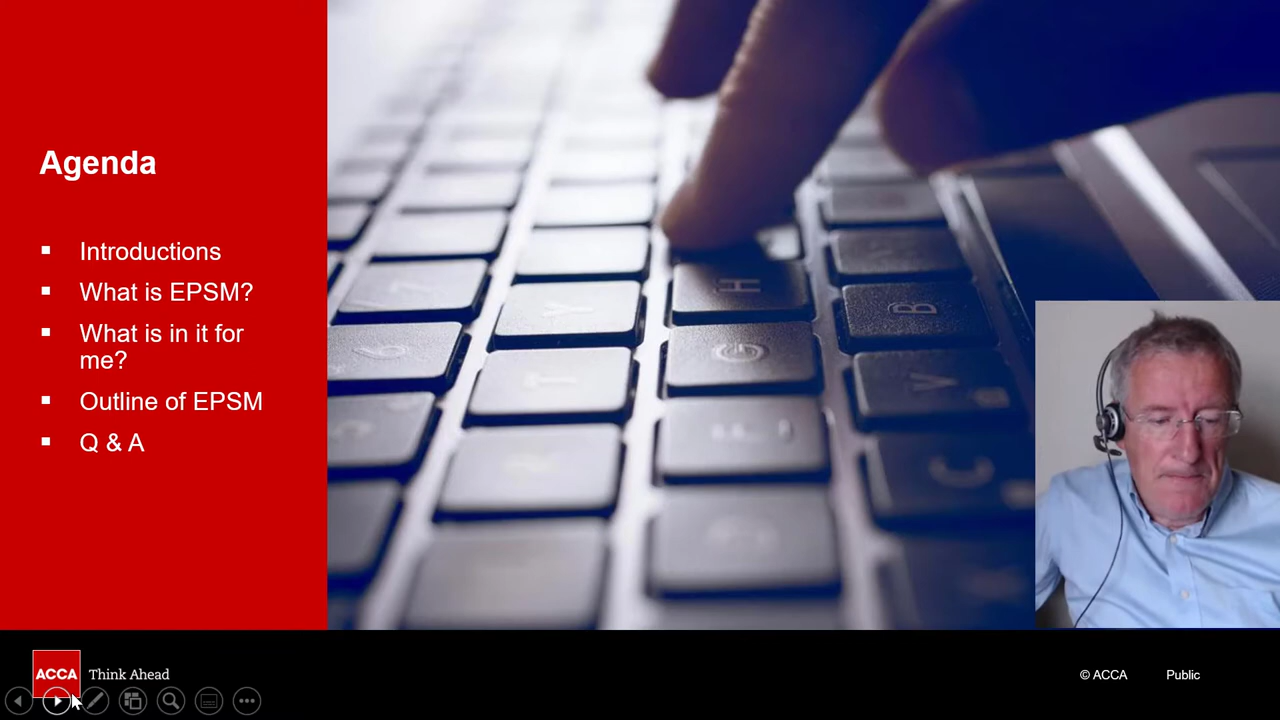 Agenda
Introductions
What is EPSM?
What is in it for
me?
Outline of EPSM
Q & A
Y
H
B
6
T
G
V
F
C
ACCA
Think Ahead
© ACCA
Public